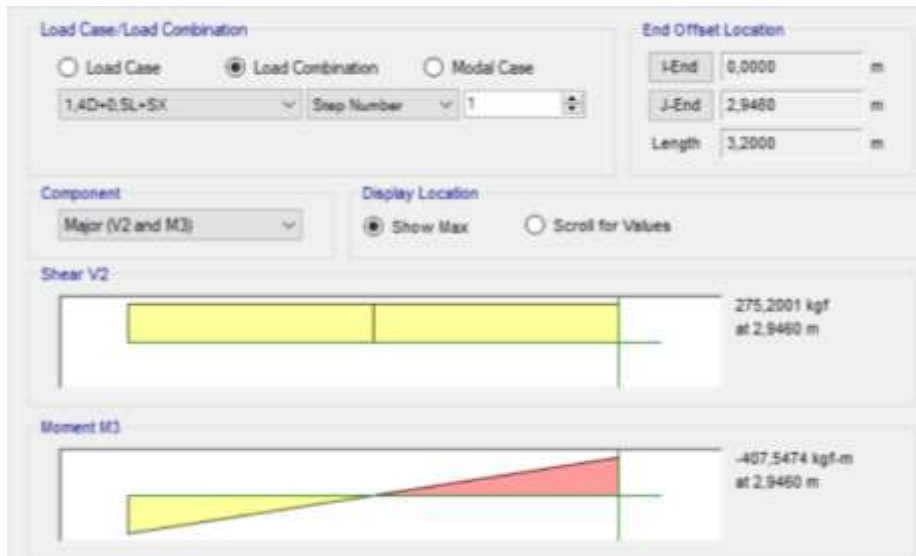 Load Case/Load Combination
Load Case
Load Combination
Modal Case
1,4D+0,5L+SX
Step Number
1
End Offset Location
I-End
0,0000
m
J-End
2,9460
m
Length
3,2000
m
Component
Major (V2 and M3)
Display Location
Show Max
Scroll for Values
Shear V2
275,2001 kgf
at 2,9460 m
Moment M3
-407,5474 kgf-m
at 2,9460 m